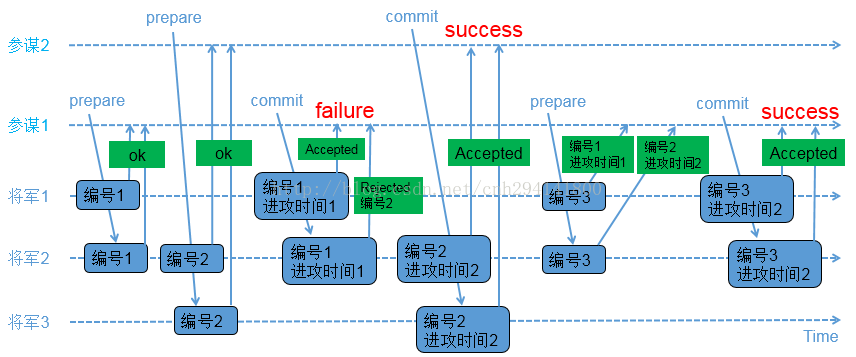 prepare
commit
参谋2
success
prepare
commit
failure
prepare
commit
success
参谋1
ok
ok
Accepted
Accepted
编号1
进攻时间1
编号2
进攻时间2
Accepted
将军1
编号1
编号1
进攻时间1
Rejected
编号2
编号3
编号3
进攻时间2
将军2
编号1
编号2
编号1
进攻时间1
编号2
进攻时间2
编号3
编号3
进攻时间2
将军3
编号2
编号2
进攻时间2
Time